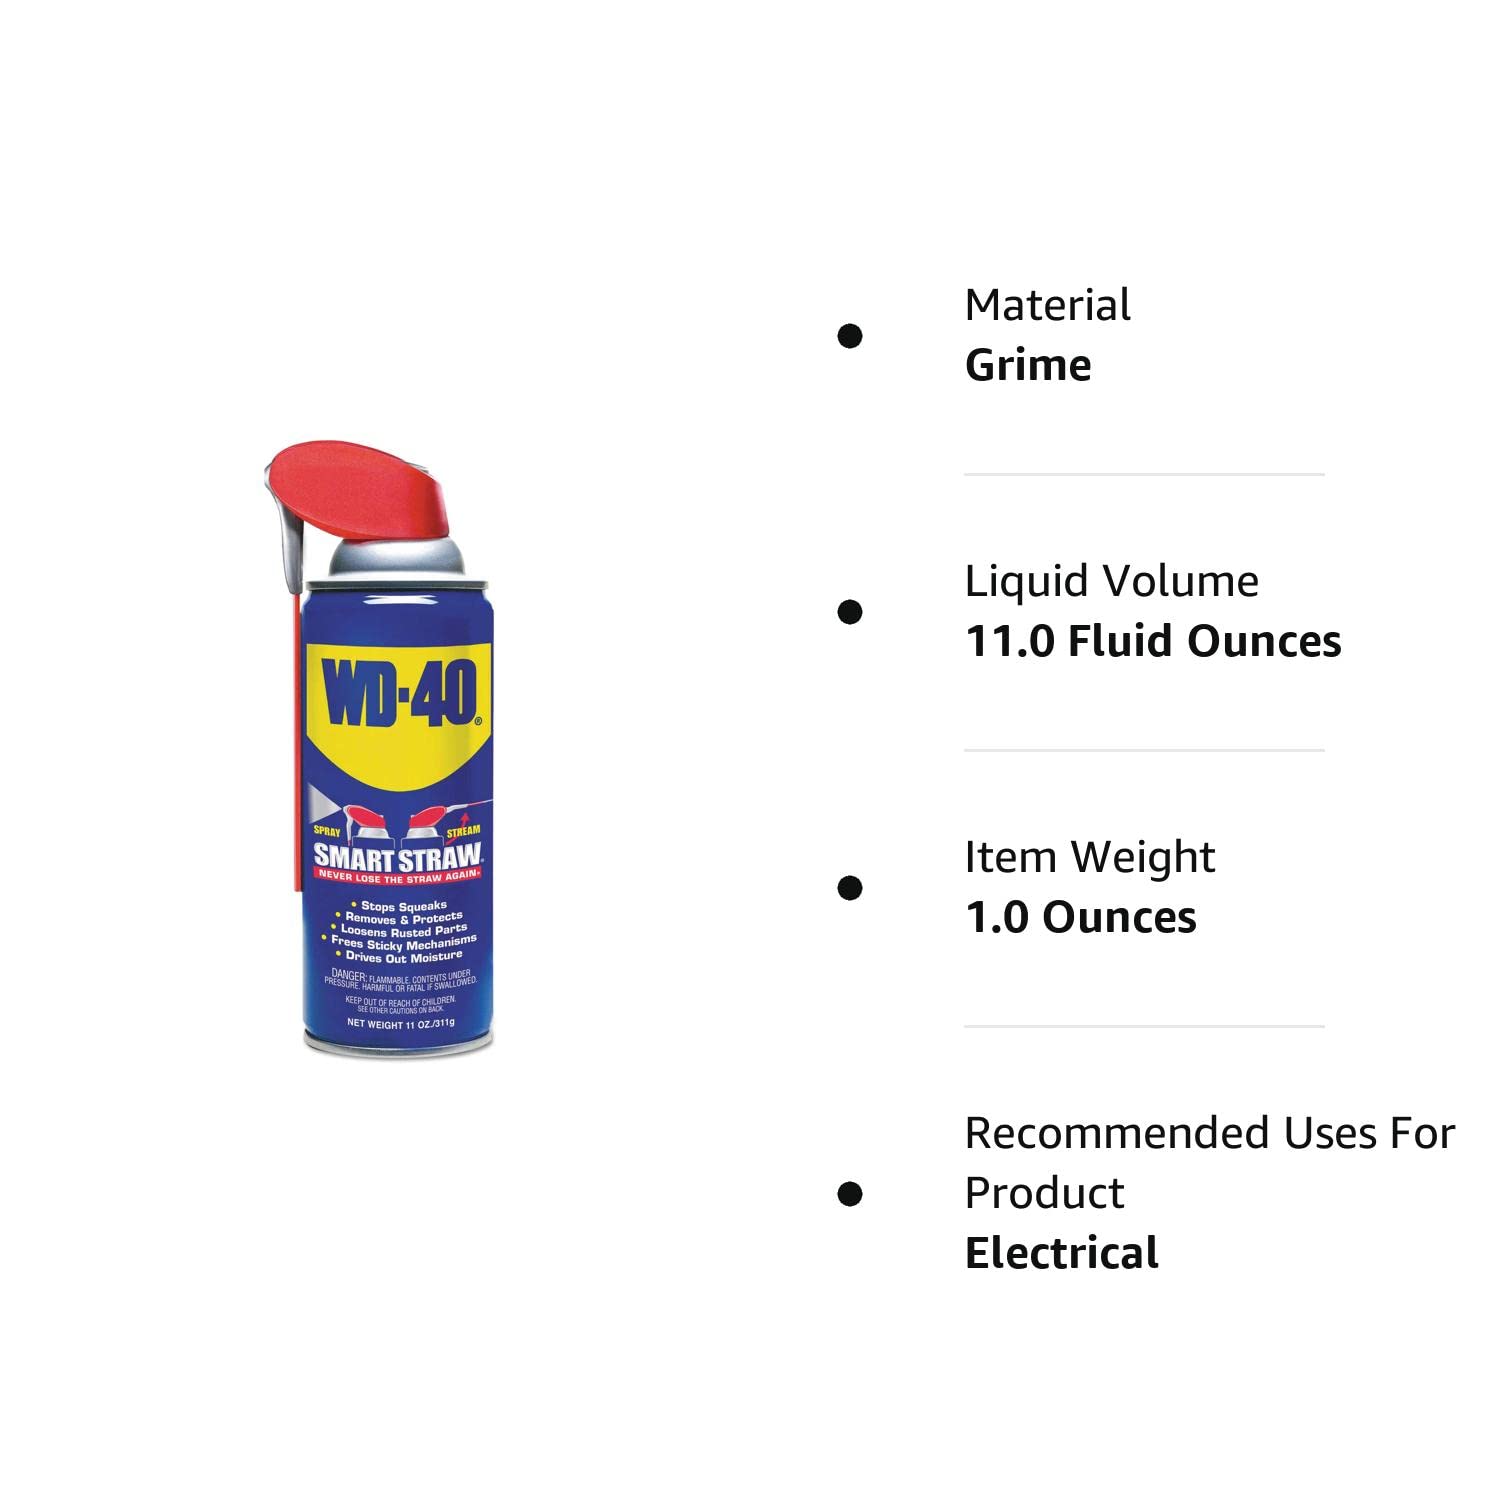 WD-40®
SPRAY
STREAM
SMART STRAW
NEVER LOSE THE STRAW AGAIN
• Stops Squeaks
• Removes & Protects
• Loosens Rusted Parts
• Frees Sticky Mechanisms
• Drives Out Moisture
DANGER: FLAMMABLE. CONTENTS UNDER
PRESSURE. HARMFUL OR FATAL IF SWALLOWED.
KEEP OUT OF REACH OF CHILDREN.
SEE OTHER CAUTIONS ON BACK.
NET WEIGHT 11 OZ./311g
Material
Grime
Liquid Volume
11.0 Fluid Ounces
Item Weight
1.0 Ounces
Recommended Uses For
Product
Electrical